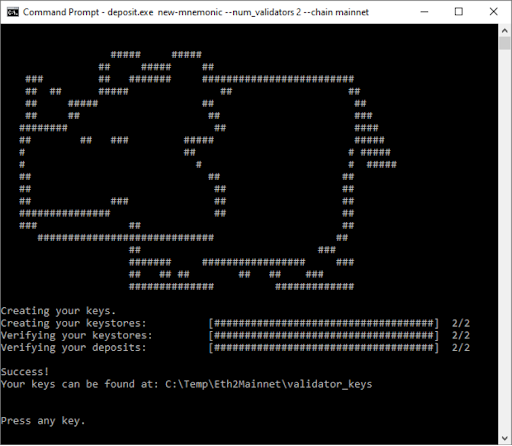 Command Prompt - deposit.exe new-mnemonic --num_validators 2 --chain mainnet
Creating your keys.
Creating your keystores: [####################################] 2/2
Verifying your keystores: [####################################] 2/2
Verifying your deposits: [####################################] 2/2
Success!
Your keys can be found at: C:\Temp\Eth2Mainnet\validator_keys
Press any key.